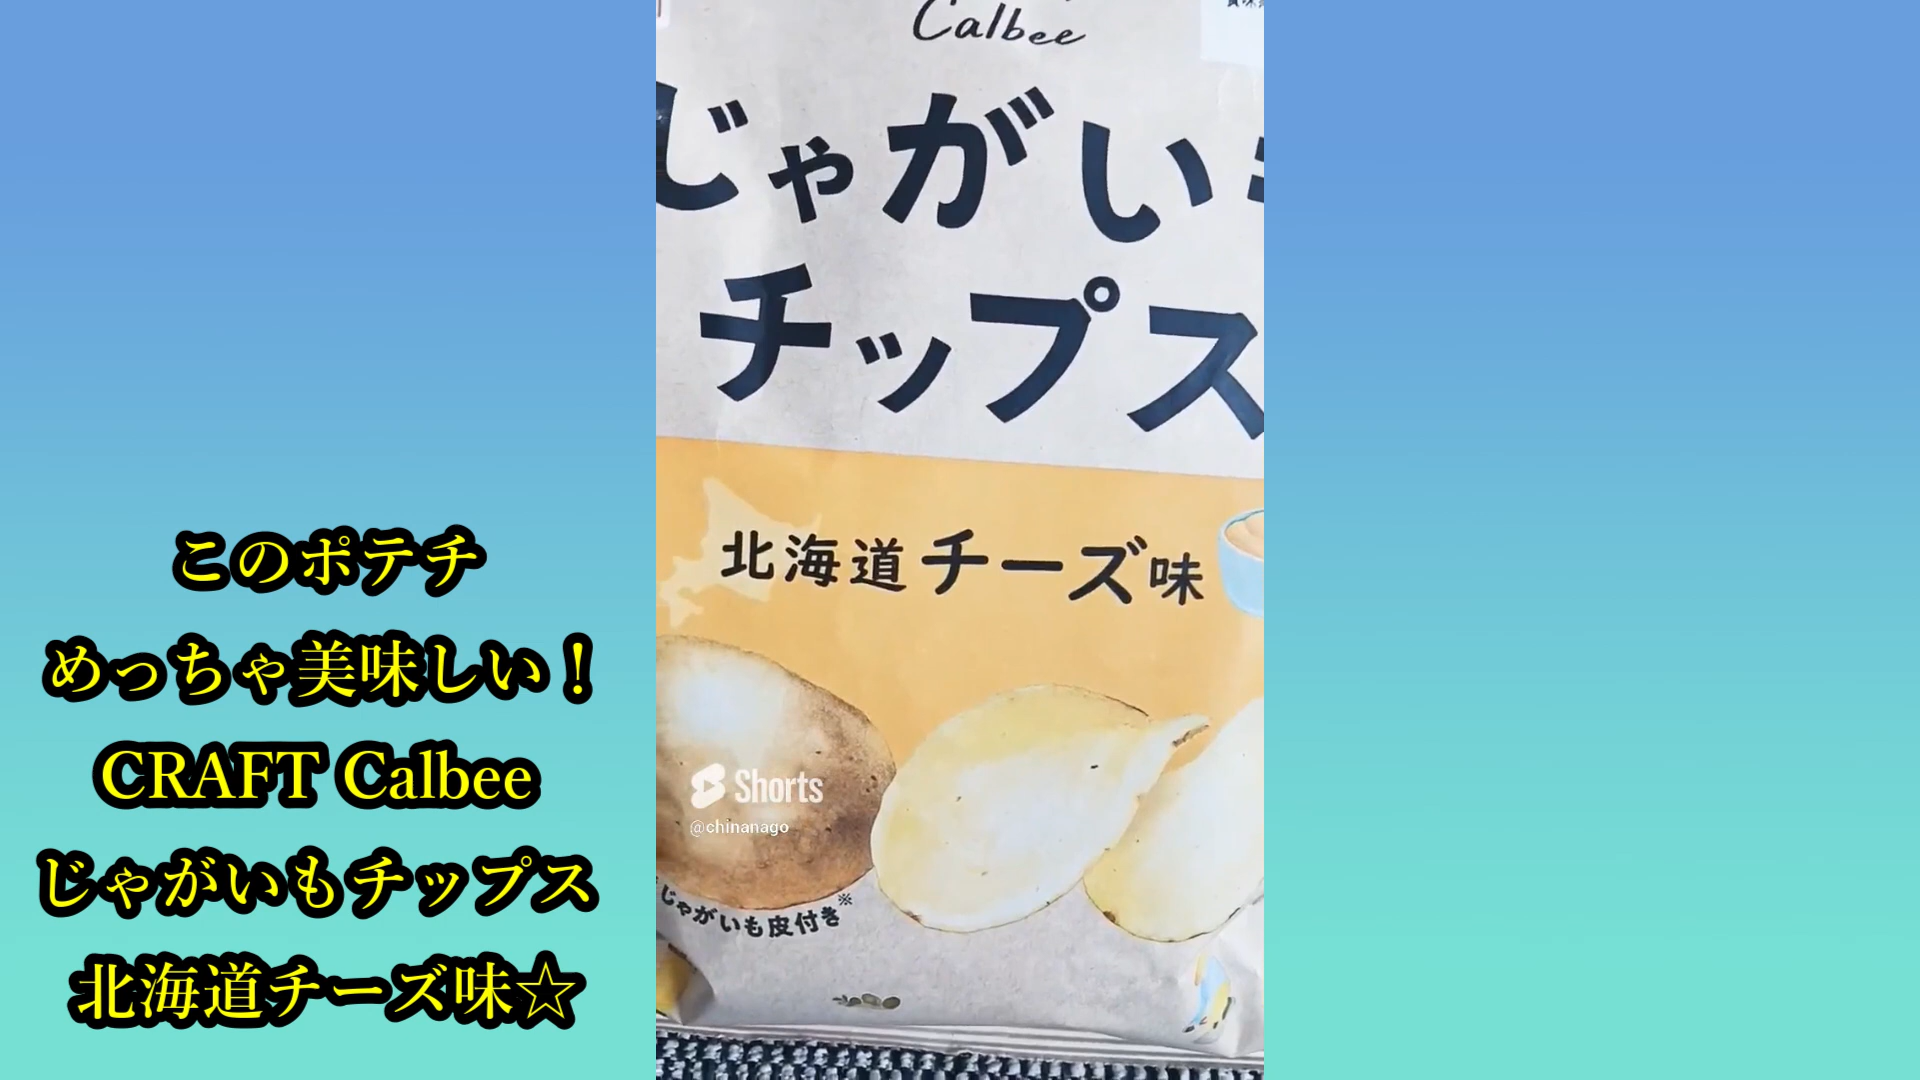 Calbee
じゃがいも
チップス
北海道チーズ味
Shorts
@chinanago
じゃがいも皮付き※
このポテチ
めっちゃ美味しい！
CRAFT Calbee
じゃがいもチップス
北海道チーズ味☆